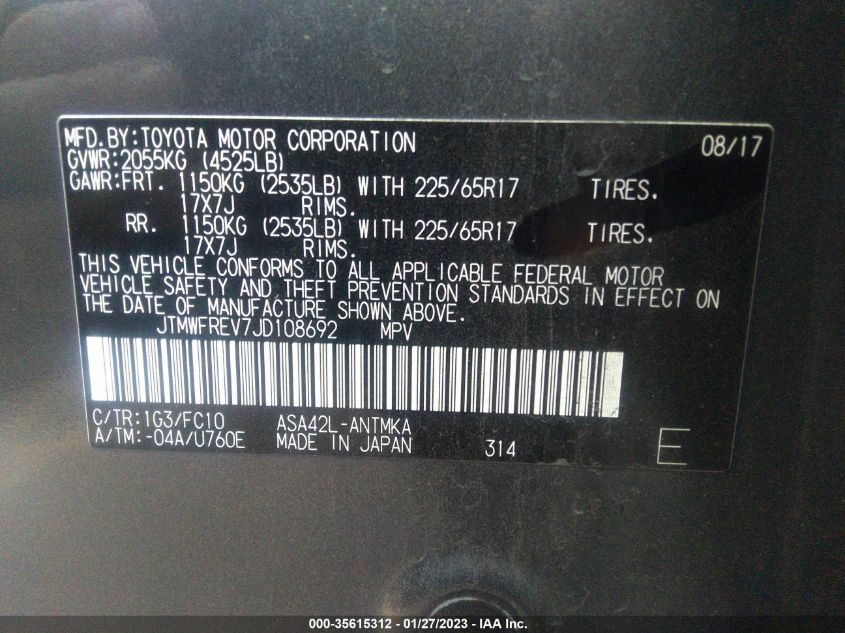 MFD.BY:TOYOTA MOTOR CORPORATION 08/17
GVWR:2055KG (4525LB)
GAWR:FRT. 1150KG (2535LB) WITH 225/65R17 TIRES.
17X7J RIMS.
RR. 1150KG (2535LB) WITH 225/65R17 TIRES.
17X7J RIMS.
THIS VEHICLE CONFORMS TO ALL APPLICABLE FEDERAL MOTOR
VEHICLE SAFETY AND THEFT PREVENTION STANDARDS IN EFFECT ON
THE DATE OF MANUFACTURE SHOWN ABOVE.
JTMWFREV7JD108692 MPV
C/TR:1G3/FC10 ASA42L-ANTMKA
A/TM:-04A/U760E MADE IN JAPAN 314 E
000-35615312 - 01/27/2023 - IAA Inc.